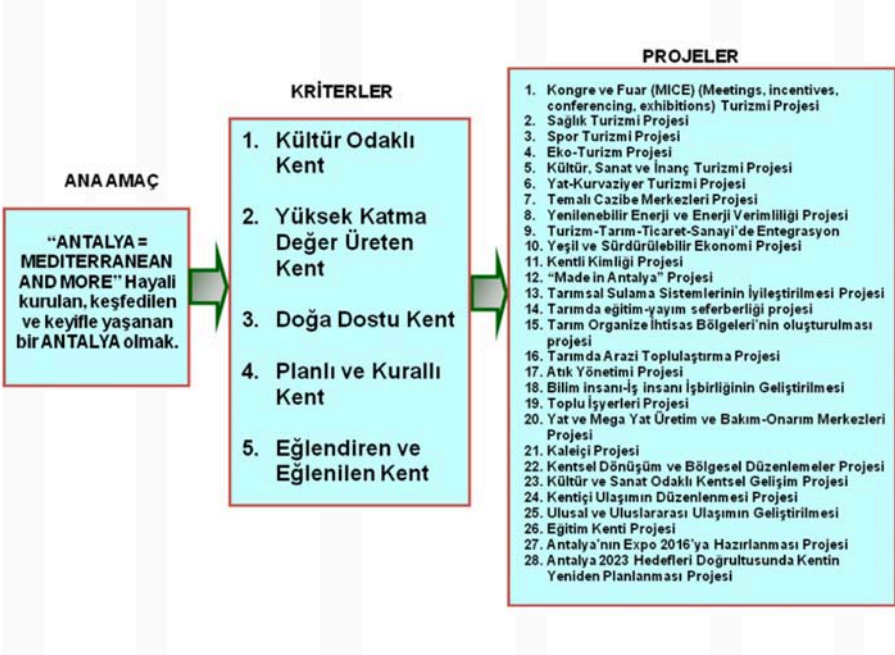 ANA AMAÇ
"ANTALYA =
MEDITERRANEAN
AND MORE" Hayali
kurulan, keşfedilen
ve keyifle yaşanan
bir ANTALYA olmak.
KRİTERLER
1. Kültür Odaklı
Kent
2. Yüksek Katma
Değer Üreten
Kent
3. Doğa Dostu Kent
4. Planlı ve Kurallı
Kent
5. Eğlendiren ve
Eğlenilen Kent
PROJELER
1. Kongre ve Fuar (MICE) (Meetings, incentives,
conferencing, exhibitions) Turizmi Projesi
2. Sağlık Turizmi Projesi
3. Spor Turizmi Projesi
4. Eko-Turizm Projesi
5. Kültür, Sanat ve İnanç Turizmi Projesi
6. Yat-Kurvaziyer Turizmi Projesi
7. Temalı Cazibe Merkezleri Projesi
8. Yenilenebilir Enerji ve Enerji Verimliliği Projesi
9. Turizm-Tarım-Ticaret-Sanayi'de Entegrasyon
10. Yeşil ve Sürdürülebilir Ekonomi Projesi
11. Kentli Kimliği Projesi
12. "Made in Antalya" Projesi
13. Tarımsal Sulama Sistemlerinin İyileştirilmesi Projesi
14. Tarımda eğitim-yayım seferberliği projesi
15. Tarım Organize İhtisas Bölgeleri'nin oluşturulması
projesi
16. Tarımda Arazi Toplulaştırma Projesi
17. Atık Yönetimi Projesi
18. Bilim insanı-İş insanı İşbirliğinin Geliştirilmesi
19. Toplu İşyerleri Projesi
20. Yat ve Mega Yat Üretim ve Bakım-Onarım Merkezleri
Projesi
21. Kaleiçi Projesi
22. Kentsel Dönüşüm ve Bölgesel Düzenlemeler Projesi
23. Kültür ve Sanat Odaklı Kentsel Gelişim Projesi
24. Kentiçi Ulaşımın Düzenlenmesi Projesi
25. Ulusal ve Uluslararası Ulaşımın Geliştirilmesi
26. Eğitim Kenti Projesi
27. Antalya'nın Expo 2016'ya Hazırlanması Projesi
28. Antalya 2023 Hedefleri Doğrultusunda Kentin
Yeniden Planlanması Projesi